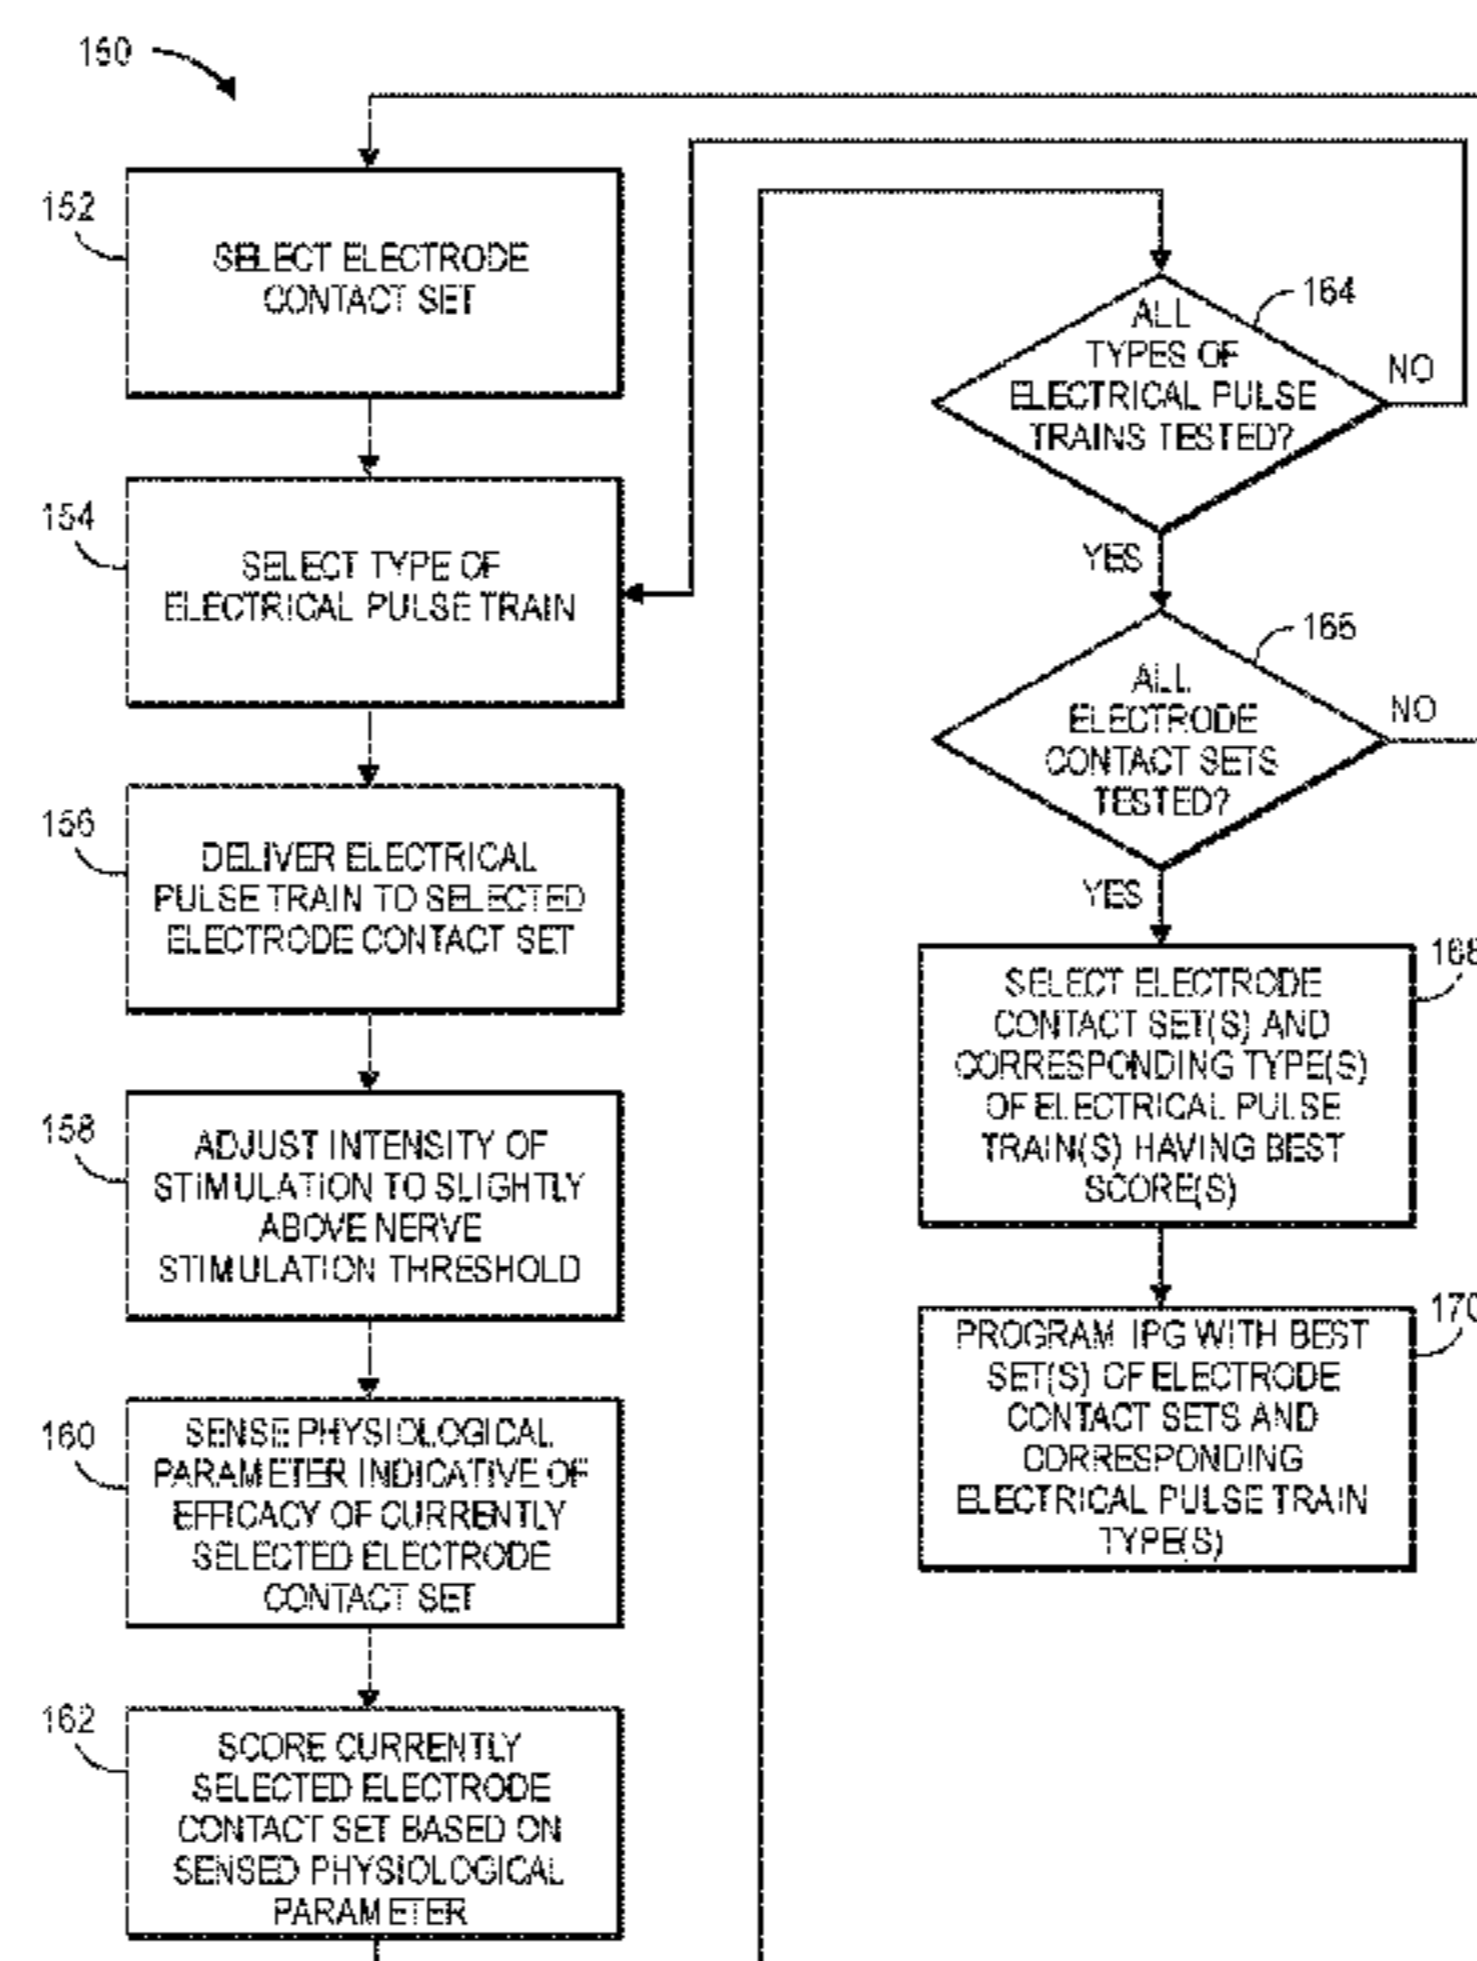 150
152
SELECT ELECTRODE
CONTACT SET
154
SELECT TYPE OF
ELECTRICAL PULSE TRAIN
156
DELIVER ELECTRICAL
PULSE TRAIN TO SELECTED
ELECTRODE CONTACT SET
158
ADJUST INTENSITY OF
STIMULATION TO SLIGHTLY
ABOVE NERVE
STIMULATION THRESHOLD
160
SENSE PHYSIOLOGICAL
PARAMETER INDICATIVE OF
EFFICACY OF CURRENTLY
SELECTED ELECTRODE
CONTACT SET
162
SCORE CURRENTLY
SELECTED ELECTRODE
CONTACT SET BASED ON
SENSED PHYSIOLOGICAL
PARAMETER
164
ALL
TYPES OF
ELECTRICAL PULSE
TRAINS TESTED?
NO
YES
166
ALL
ELECTRODE
CONTACT SETS
TESTED?
NO
YES
168
SELECT ELECTRODE
CONTACT SET(S) AND
CORRESPONDING TYPE(S)
OF ELECTRICAL PULSE
TRAIN(S) HAVING BEST
SCORE(S)
170
PROGRAM IPG WITH BEST
SET(S) OF ELECTRODE
CONTACT SETS AND
CORRESPONDING
ELECTRICAL PULSE TRAIN
TYPE(S)